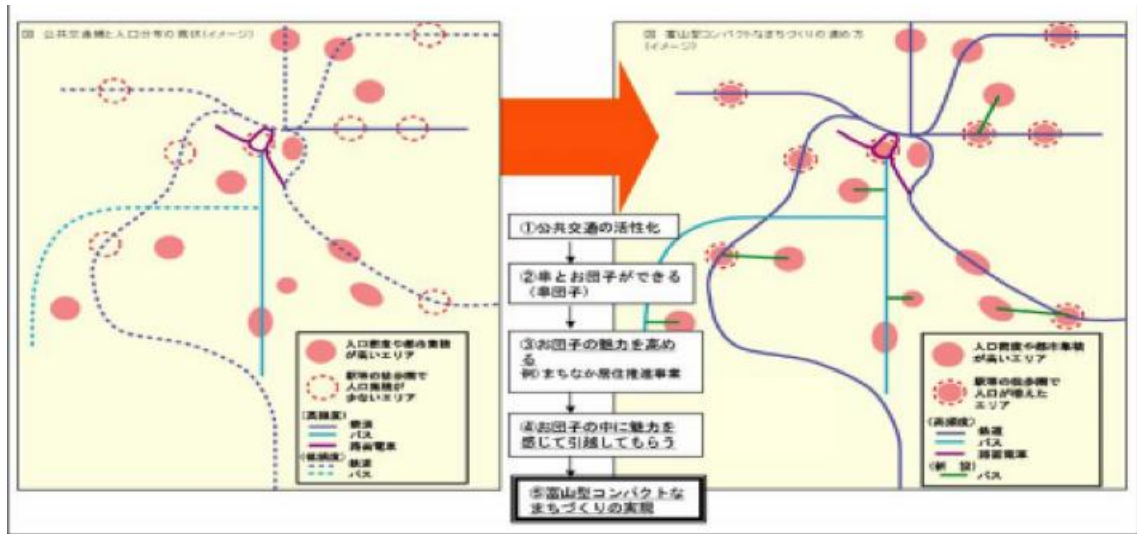 図 公共交通網と人口分布の現状(イメージ)
人口密度や都市集積
が高いエリア
駅等の徒歩圏で
人口集積が
少ないエリア
(高頻度)
鉄道
バス
路面電車
(低頻度)
鉄道
バス
①公共交通の活性化
②串とお団子ができる
(串団子)
③お団子の魅力を高め
る
例)まちなか居住推進事業
④お団子の中に魅力を
感じて引越してもらう
⑤富山型コンパクトな
まちづくりの実現
図 富山型コンパクトなまちづくりの進め方
(イメージ)
人口密度や都市集積
が高いエリア
駅等の徒歩圏で
人口が増えた
エリア
(高頻度)
鉄道
バス
路面電車
(新設)
バス